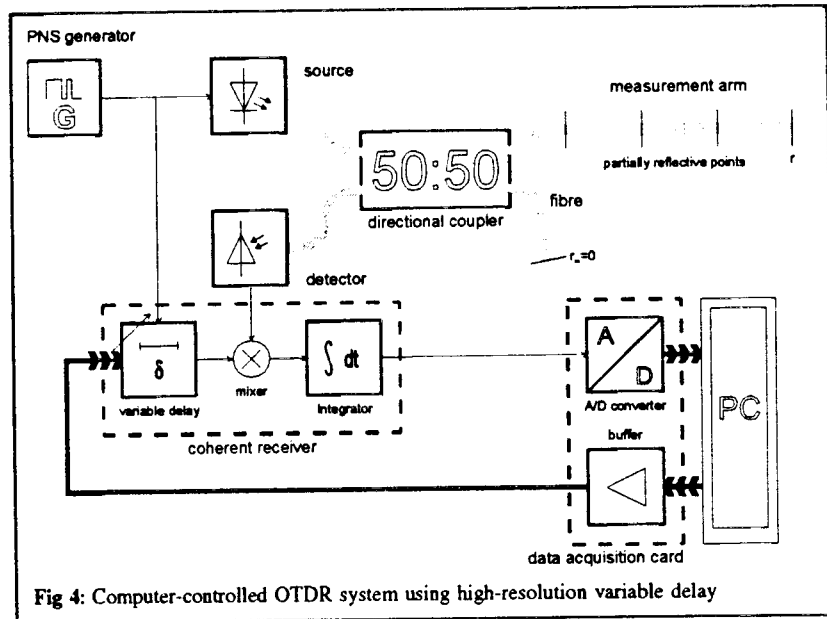 PNS generator
G
source
measurement arm
partially reflective points
r
50:50
directional coupler
fibre
r_=0
detector
δ
variable delay
mixer
∫ dt
Integrator
coherent receiver
A
D
A/D converter
buffer
data acquisition card
PC
Fig 4: Computer-controlled OTDR system using high-resolution variable delay